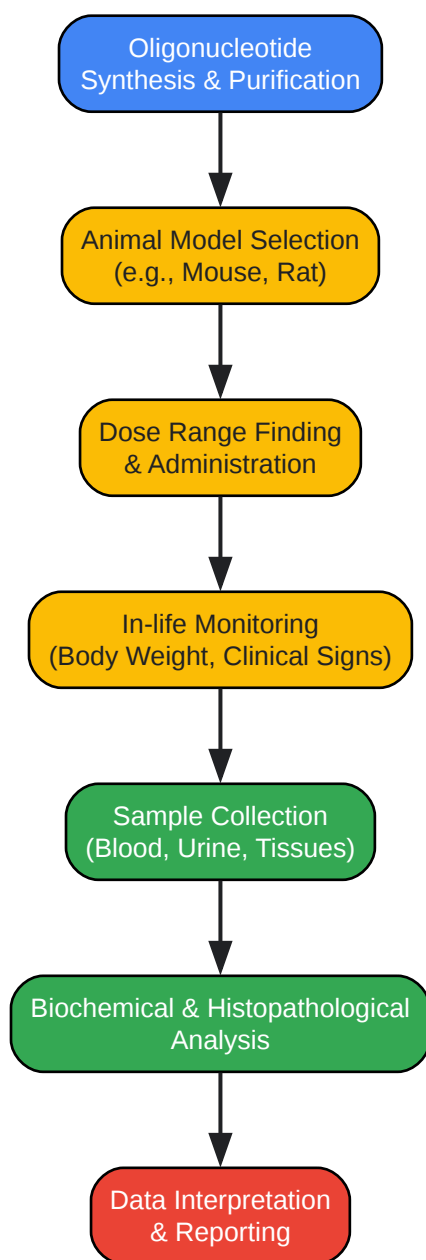 Oligonucleotide
Synthesis & Purification
Animal Model Selection
(e.g., Mouse, Rat)
Dose Range Finding
& Administration
In-life Monitoring
(Body Weight, Clinical Signs)
Sample Collection
(Blood, Urine, Tissues)
Biochemical & Histopathological
Analysis
Data Interpretation
& Reporting